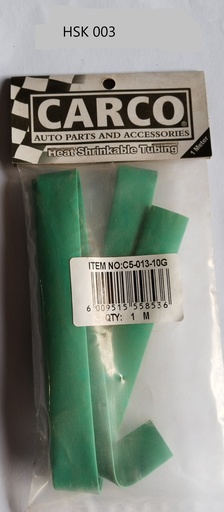 HSK 003
CARCO®
AUTO PARTS AND ACCESSORIES
Heat Shrinkable Tubing
1 Meter
ITEM NO:C5-013-10G
6 009515 558536
QTY: 1 M